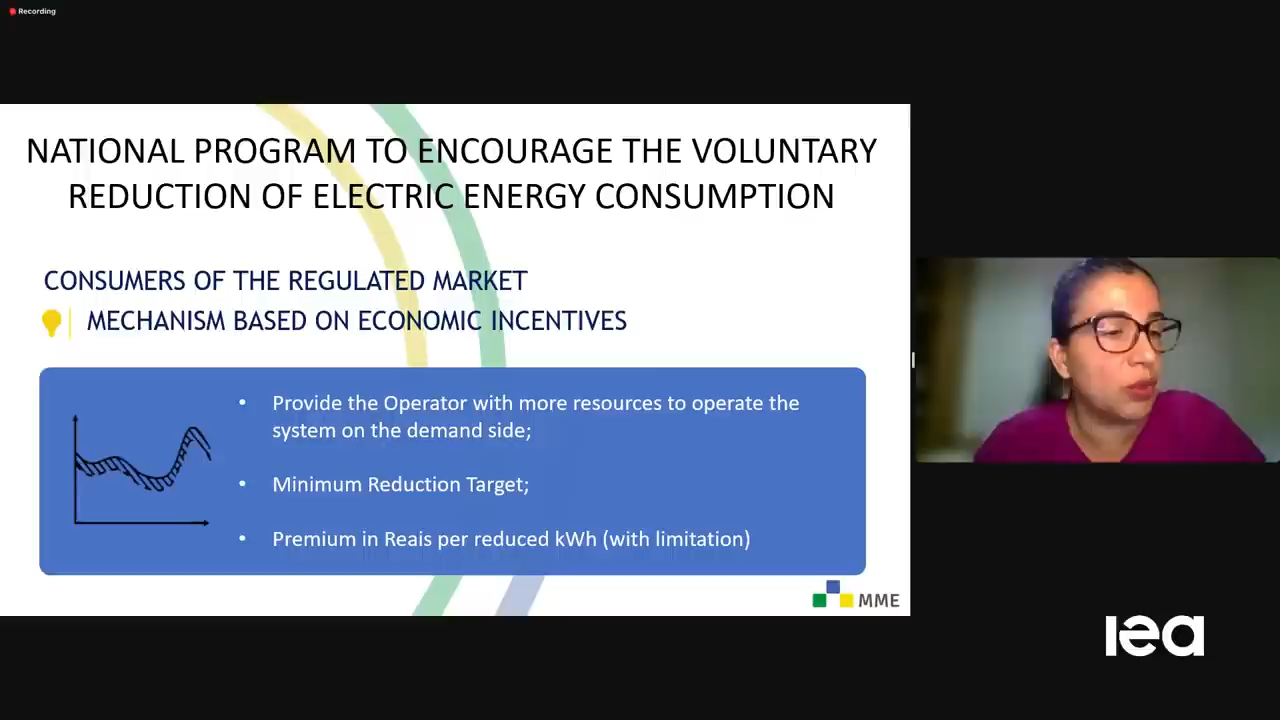 Recording
NATIONAL PROGRAM TO ENCOURAGE THE VOLUNTARY
REDUCTION OF ELECTRIC ENERGY CONSUMPTION
CONSUMERS OF THE REGULATED MARKET
MECHANISM BASED ON ECONOMIC INCENTIVES
• Provide the Operator with more resources to operate the
system on the demand side;
• Minimum Reduction Target;
• Premium in Reais per reduced kWh (with limitation)
MME
iea